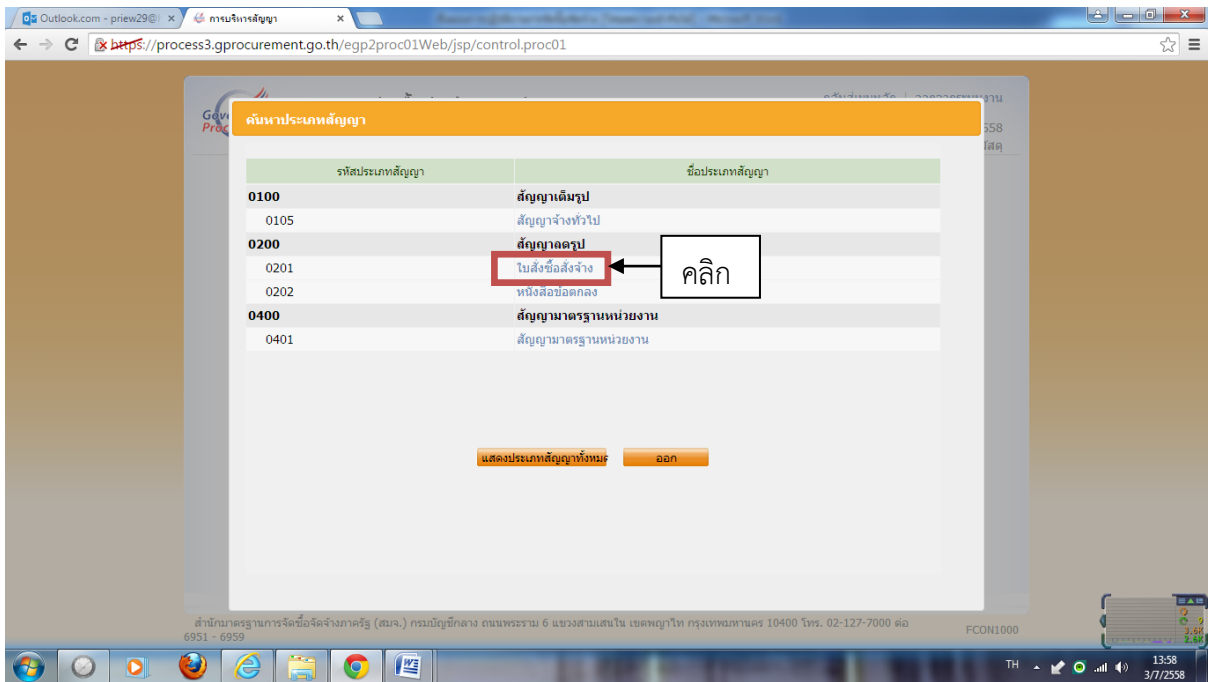 Outlook.com - priew29@
การบริหารสัญญา
https://process3.gprocurement.go.th/egp2proc01Web/jsp/control.proc01
ค้นหาประเภทสัญญา
รหัสประเภทสัญญา ชื่อประเภทสัญญา
0100 สัญญาเต็มรูป
0105 สัญญาจ้างทั่วไป
0200 สัญญาลดรูป
0201 ใบสั่งซื้อสั่งจ้าง
คลิก
0202 หนังสือข้อตกลง
0400 สัญญามาตรฐานหน่วยงาน
0401 สัญญามาตรฐานหน่วยงาน
แสดงประเภทสัญญาทั้งหมด ออก
สำนักมาตรฐานการจัดซื้อจัดจ้างภาครัฐ (สมจ.) กรมบัญชีกลาง ถนนพระราม 6 แขวงสามเสนใน เขตพญาไท กรุงเทพมหานคร 10400 โทร. 02-127-7000 ต่อ
6951 - 6959
FCON1000
TH
13:58
3/7/2558